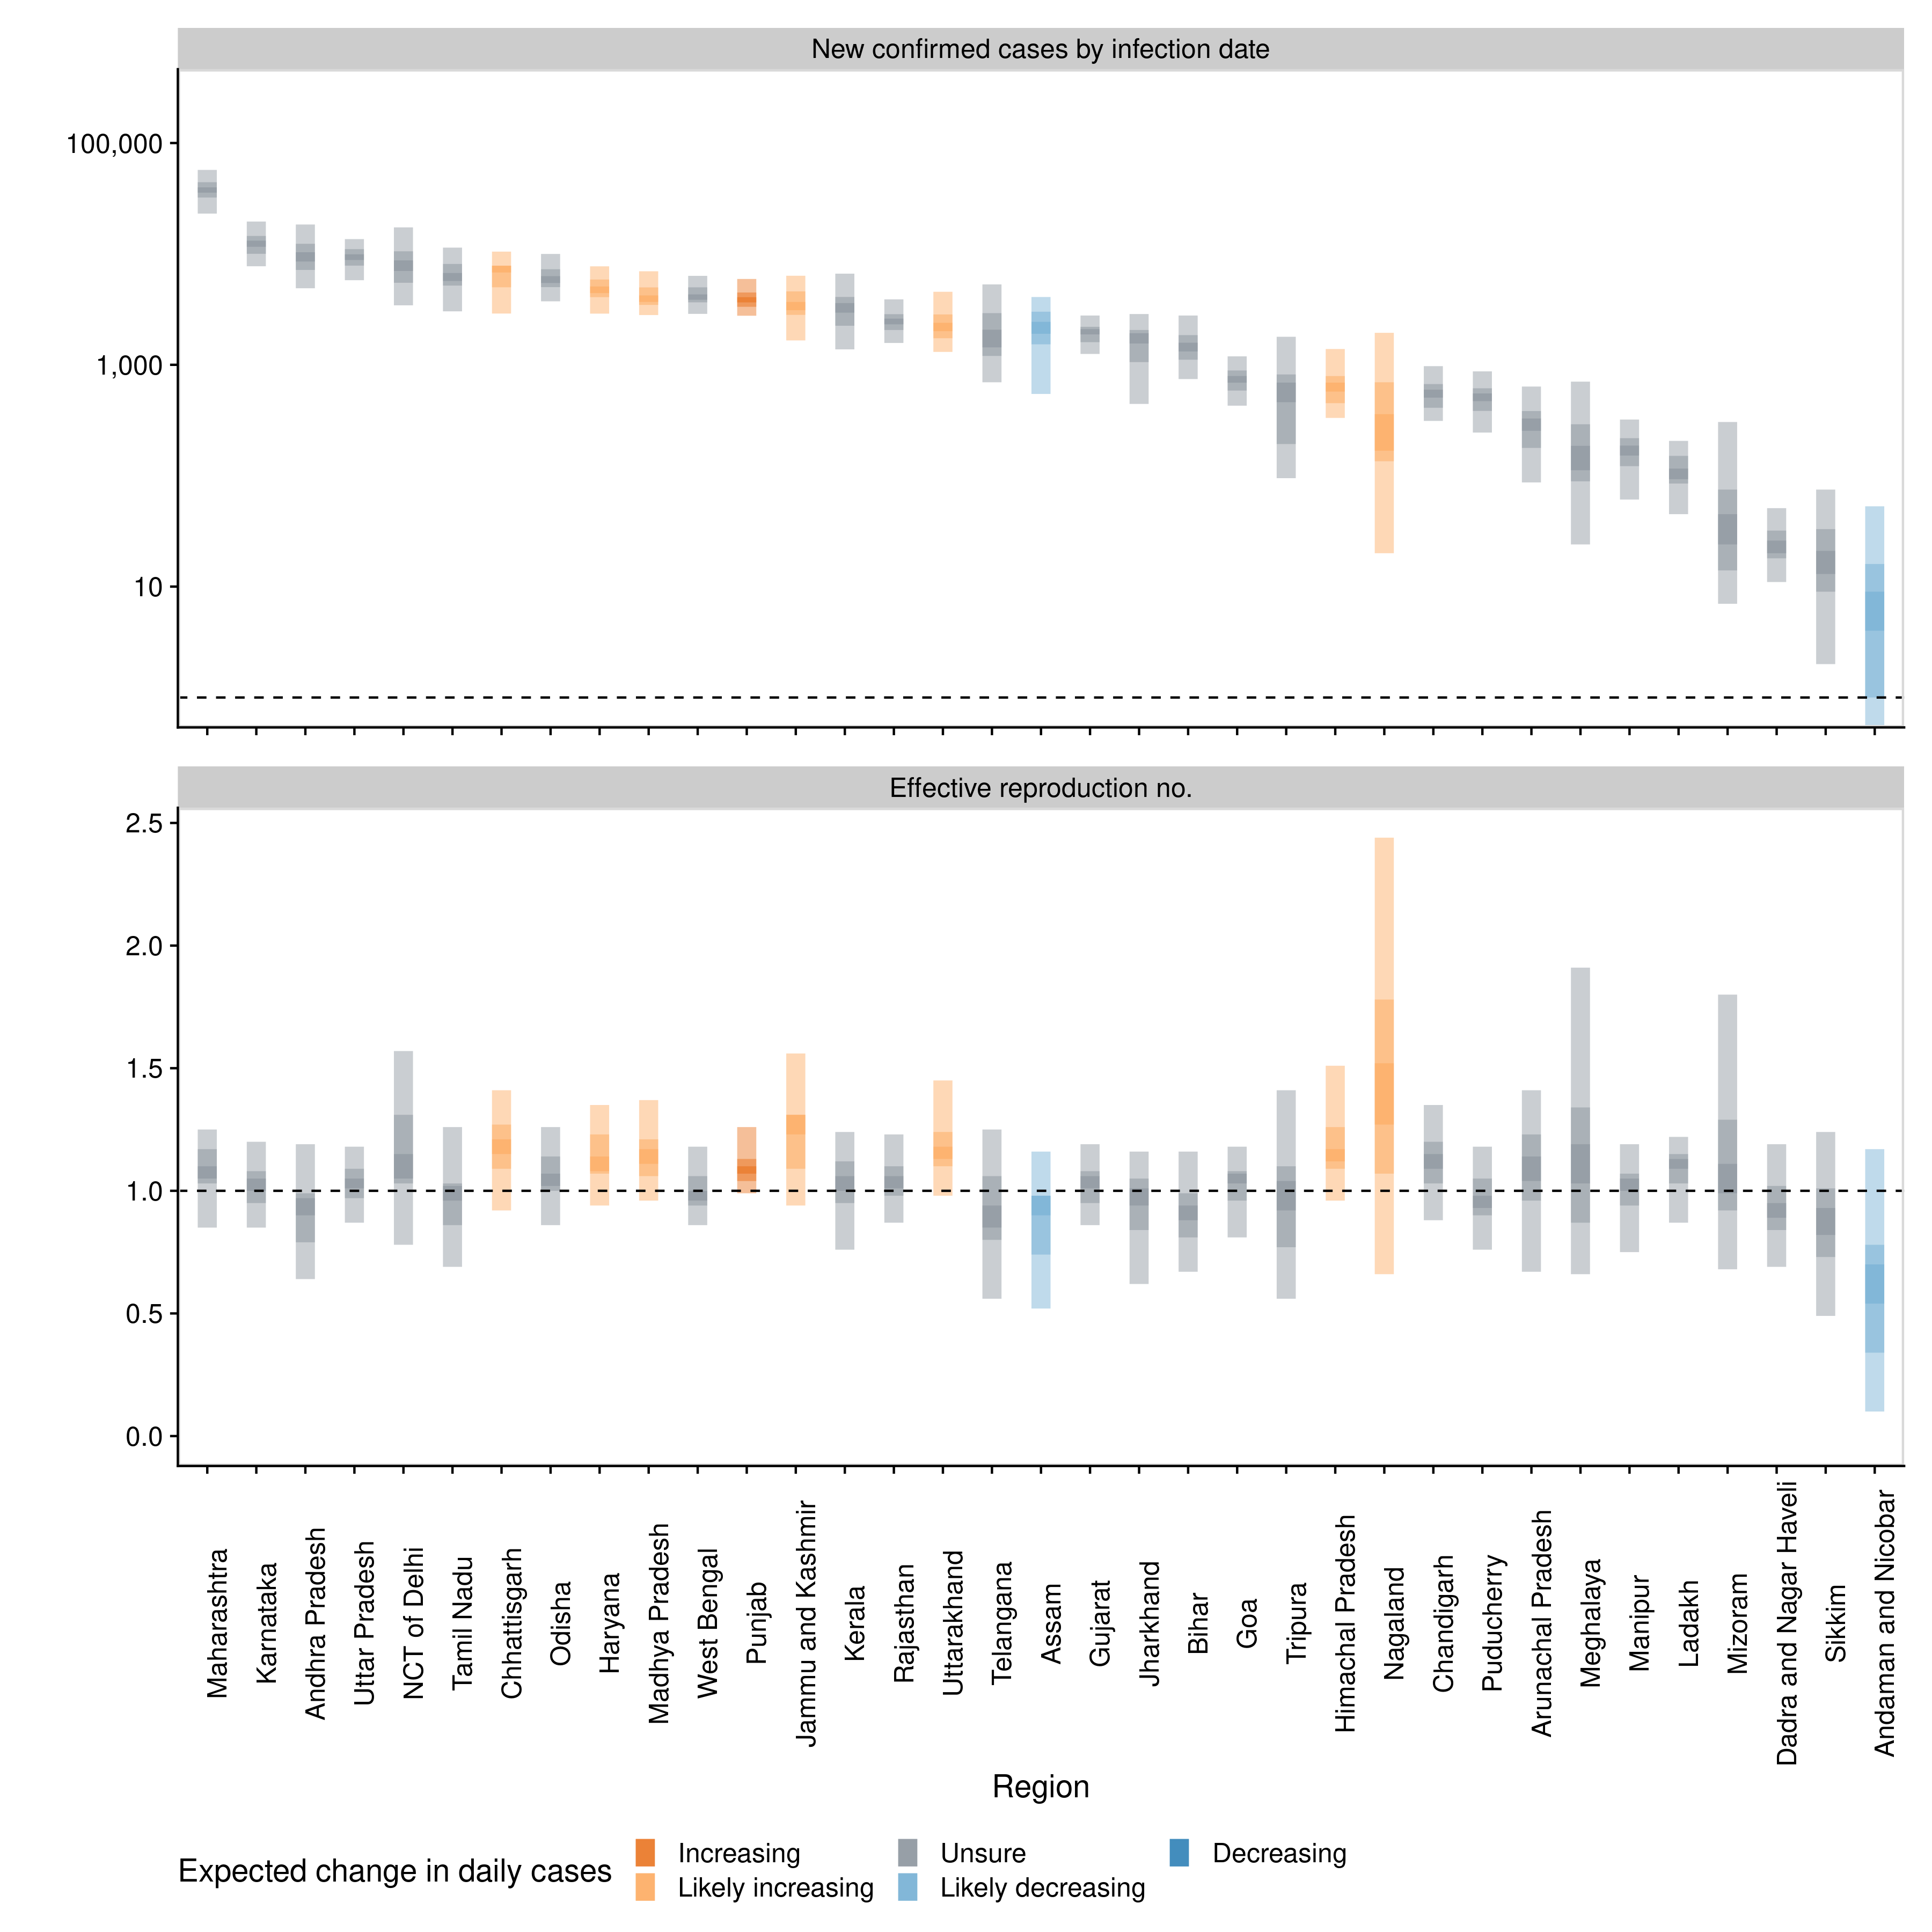 New confirmed cases by infection date
100,000
1,000
10
Effective reproduction no.
2.5
2.0
1.5
1.0
0.5
0.0
Maharashtra
Karnataka
Andhra Pradesh
Uttar Pradesh
NCT of Delhi
Tamil Nadu
Chhattisgarh
Odisha
Haryana
Madhya Pradesh
West Bengal
Punjab
Jammu and Kashmir
Kerala
Rajasthan
Uttarakhand
Telangana
Assam
Gujarat
Jharkhand
Bihar
Goa
Tripura
Himachal Pradesh
Nagaland
Chandigarh
Puducherry
Arunachal Pradesh
Meghalaya
Manipur
Ladakh
Mizoram
Dadra and Nagar Haveli
Sikkim
Andaman and Nicobar
Region
Expected change in daily cases
Increasing
Likely increasing
Unsure
Likely decreasing
Decreasing